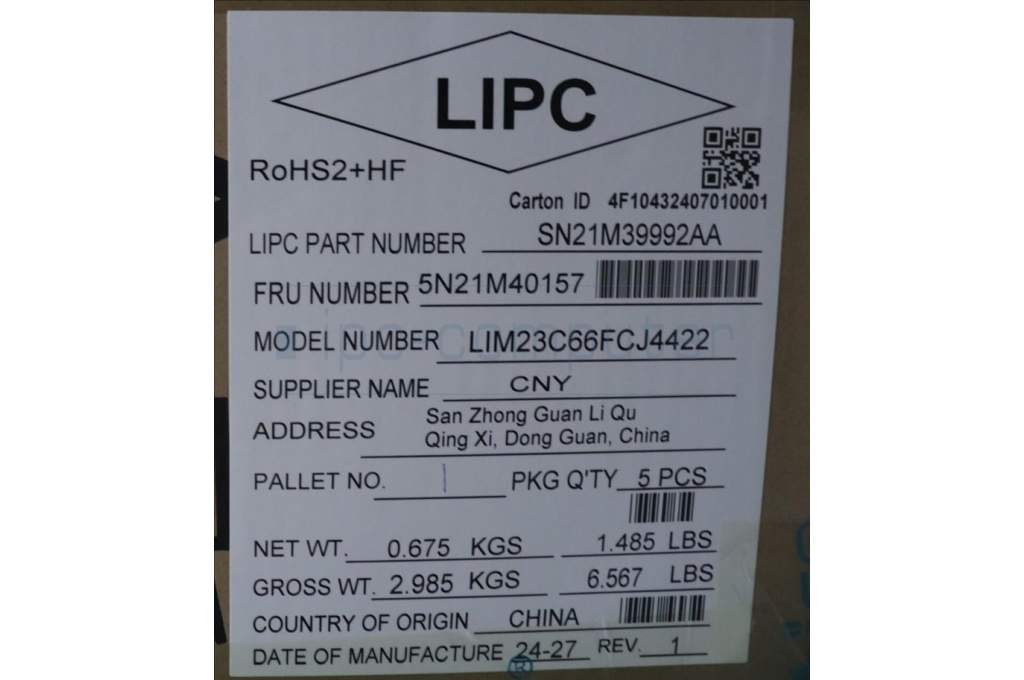 LIPC
RoHS2+HF
Carton ID 4F10432407010001
LIPC PART NUMBER SN21M39992AA
FRU NUMBER 5N21M40157
MODEL NUMBER LIM23C66FCJ4422
ipc computer
SUPPLIER NAME CNY
ADDRESS San Zhong Guan Li Qu
Qing Xi, Dong Guan, China
PALLET NO. 1 PKG Q'TY 5 PCS
NET WT. 0.675 KGS 1.485 LBS
GROSS WT. 2.985 KGS 6.567 LBS
COUNTRY OF ORIGIN CHINA
DATE OF MANUFACTURE 24-27 REV. 1